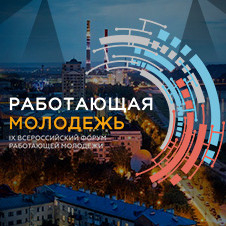 РАБОТАЮЩАЯ
МОЛОДЕЖЬ
IX ВСЕРОССИЙСКИЙ ФОРУМ
РАБОТАЮЩЕЙ МОЛОДЕЖИ